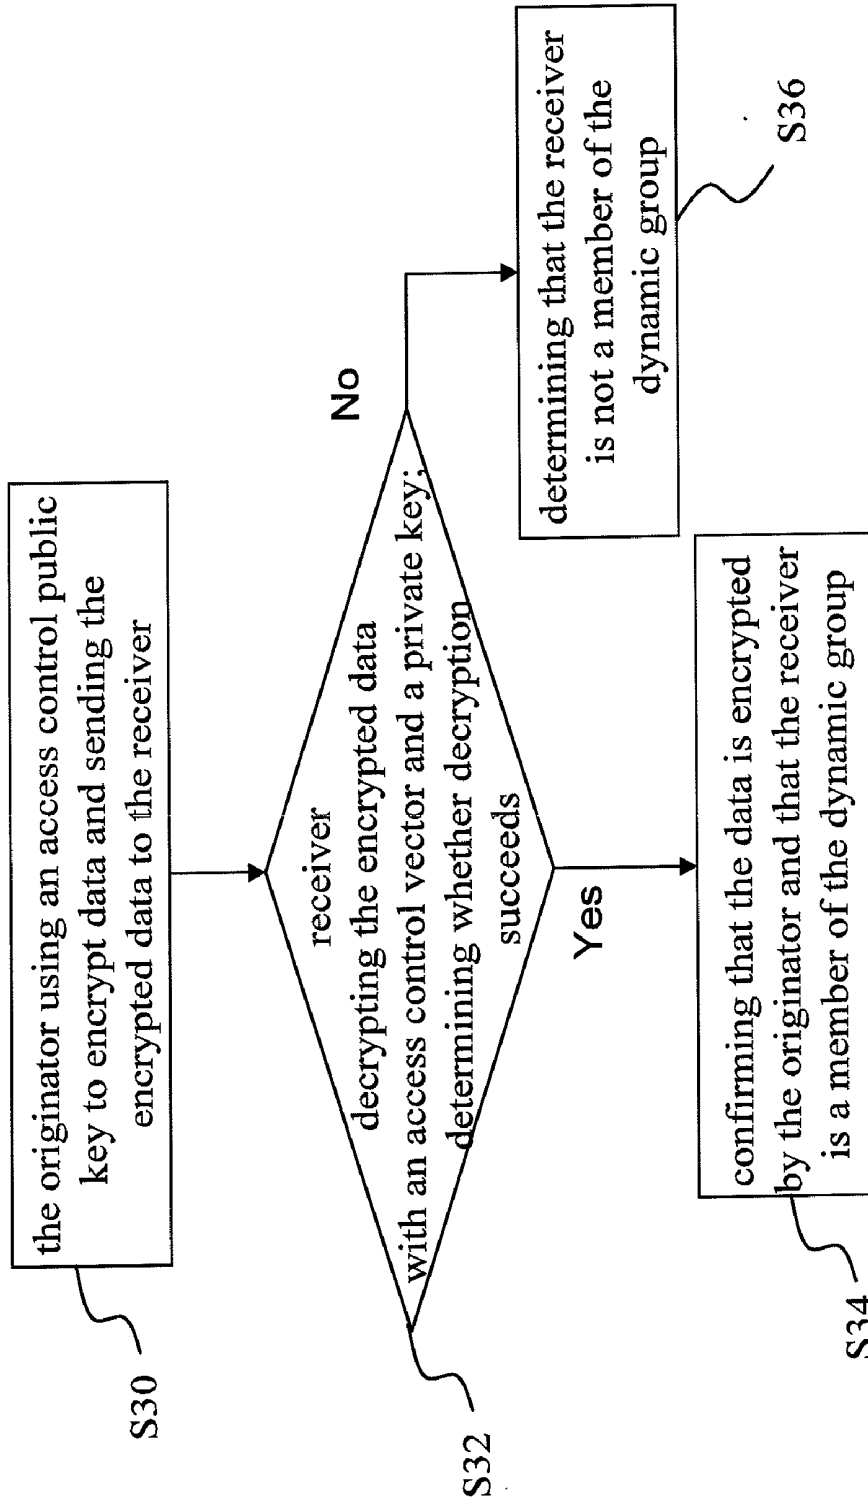 the originator using an access control public
key to encrypt data and sending the
encrypted data to the receiver
S30
receiver
decrypting the encrypted data
with an access control vector and a private key;
determining whether decryption
succeeds
S32
No
Yes
determining that the receiver
is not a member of the
dynamic group
S36
confirming that the data is encrypted
by the originator and that the receiver
is a member of the dynamic group
S34